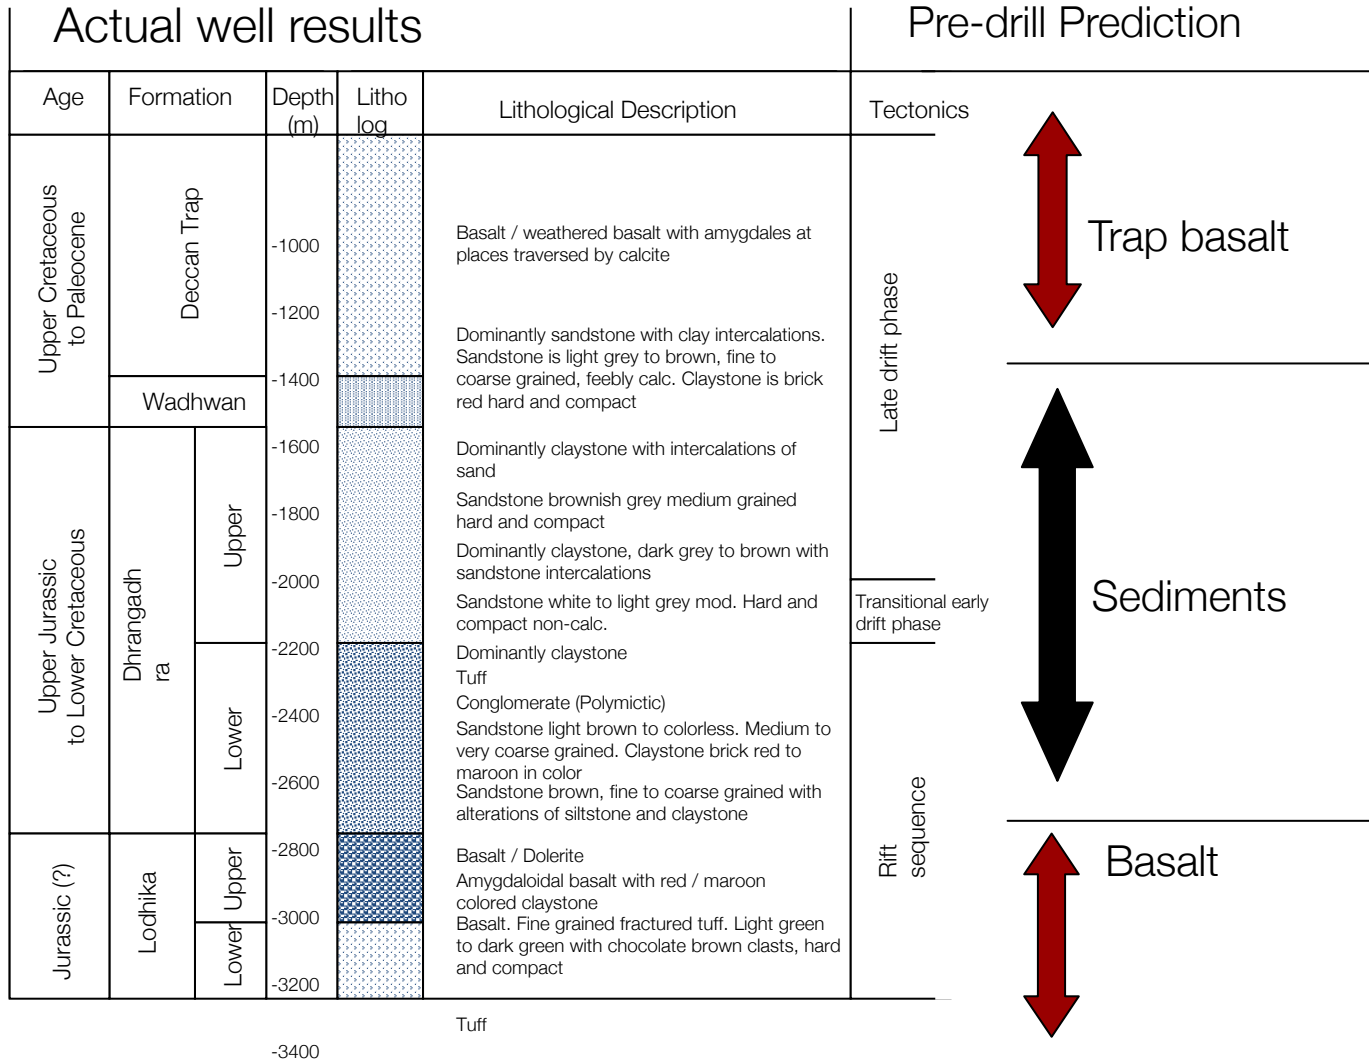 Actual well results
Pre-drill Prediction
Age
Formation
Depth
(m)
Litho
log
Lithological Description
Tectonics
Upper Cretaceous
to Paleocene
Deccan Trap
Wadhwan
-1000
-1200
-1400
Basalt / weathered basalt with amygdales at
places traversed by calcite
Dominantly sandstone with clay intercalations.
Sandstone is light grey to brown, fine to
coarse grained, feebly calc. Claystone is brick
red hard and compact
Late drift phase
Trap basalt
Upper Jurassic
to Lower Cretaceous
Dhrangadh
ra
Upper
Lower
-1600
-1800
-2000
-2200
-2400
-2600
Dominantly claystone with intercalations of
sand
Sandstone brownish grey medium grained
hard and compact
Dominantly claystone, dark grey to brown with
sandstone intercalations
Sandstone white to light grey mod. Hard and
compact non-calc.
Dominantly claystone
Tuff
Conglomerate (Polymictic)
Sandstone light brown to colorless. Medium to
very coarse grained. Claystone brick red to
maroon in color
Sandstone brown, fine to coarse grained with
alterations of siltstone and claystone
Transitional early
drift phase
Sediments
Jurassic (?)
Lodhika
Upper
Lower
-2800
-3000
-3200
-3400
Basalt / Dolerite
Amygdaloidal basalt with red / maroon
colored claystone
Basalt. Fine grained fractured tuff. Light green
to dark green with chocolate brown clasts, hard
and compact
Tuff
Rift
sequence
Basalt